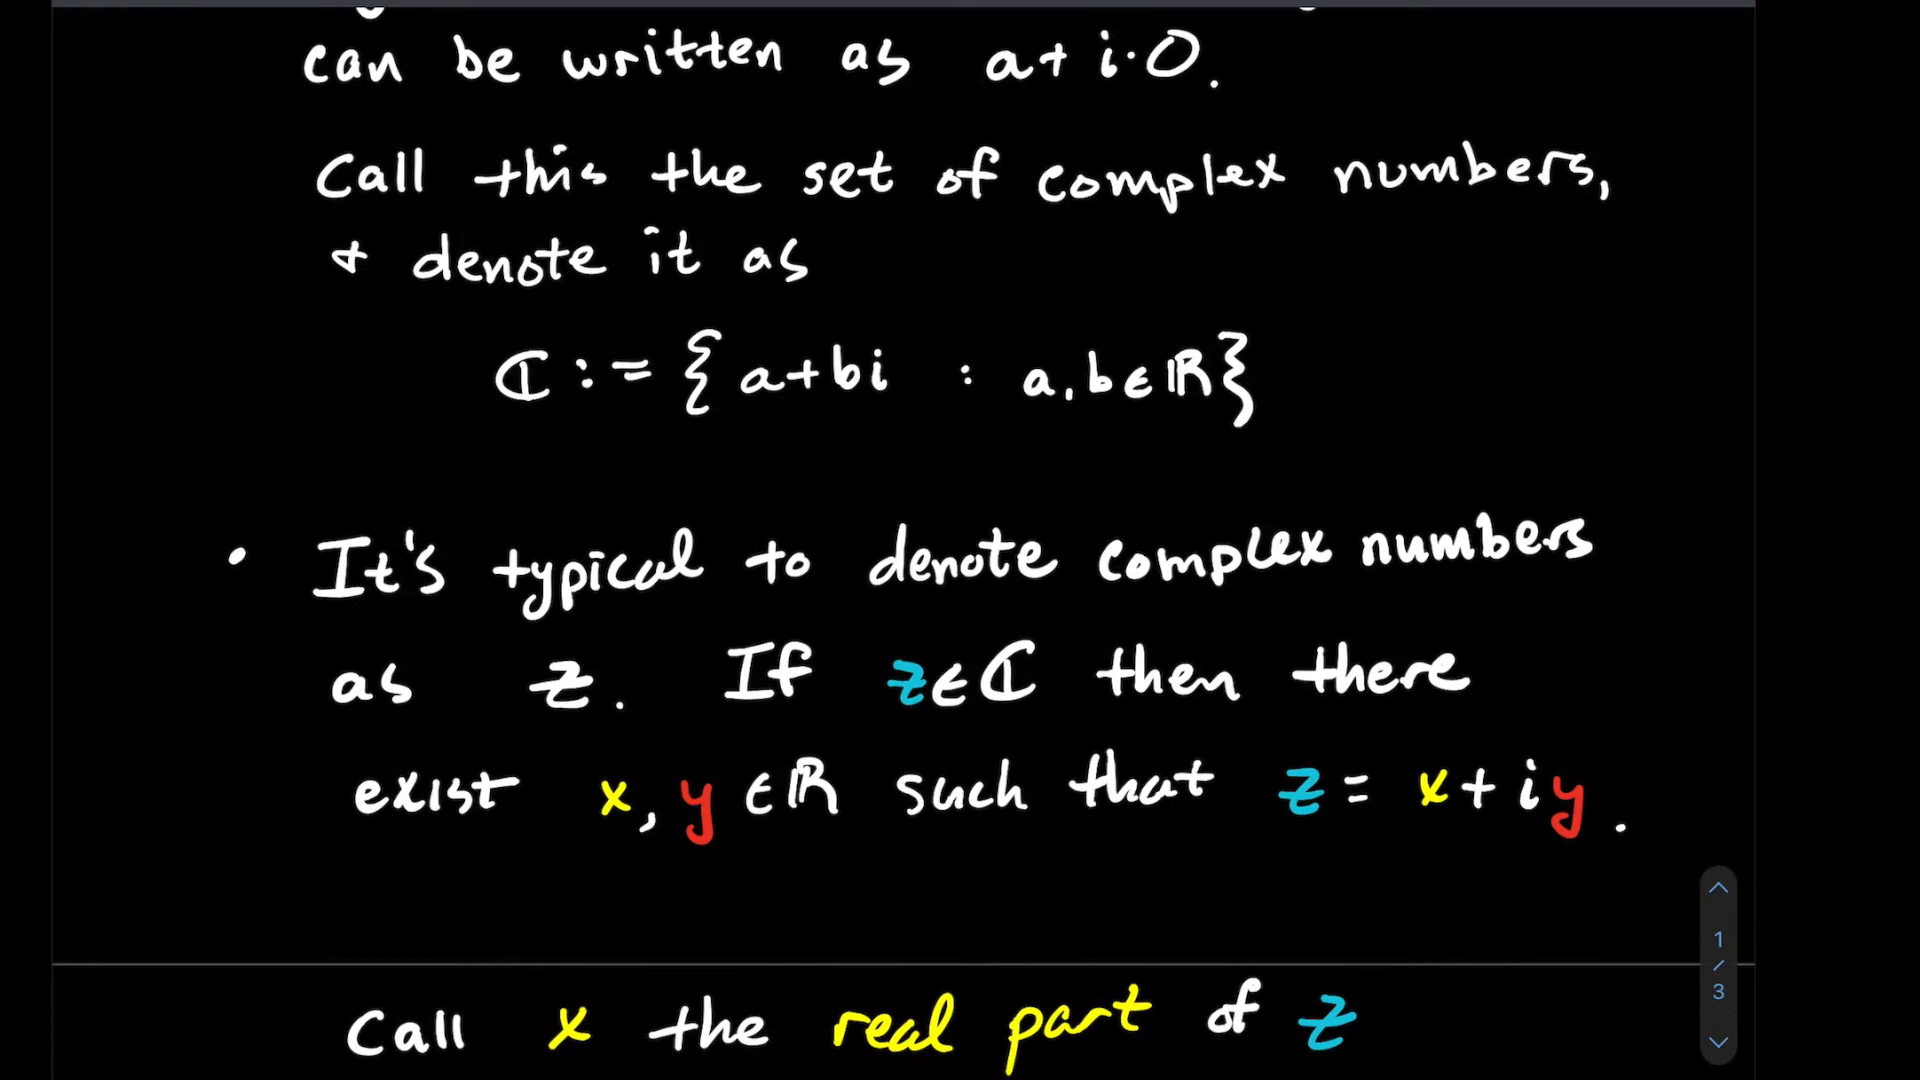 can be written as a + i·0.
Call this the set of complex numbers,
& denote it as
ℂ := { a+bi : a, b ∈ ℝ }
• It's typical to denote complex numbers
as z. If z ∈ ℂ then there
exist x, y ∈ ℝ such that z = x + iy.
1
/
3
Call x the real part of z